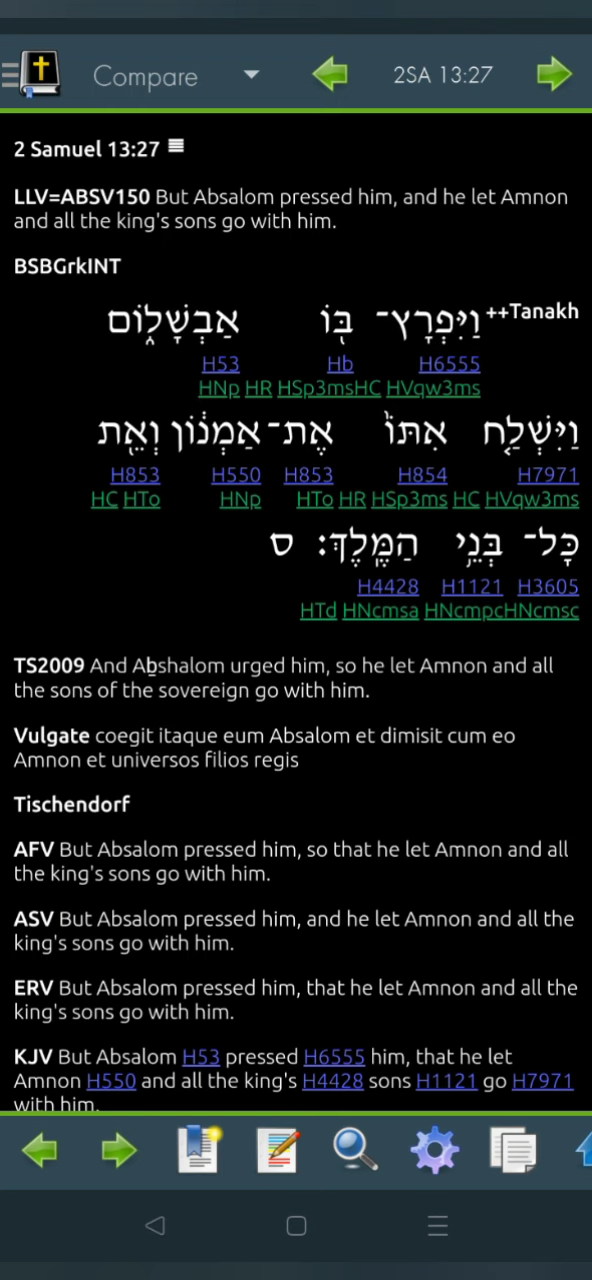 Compare
2SA 13:27
2 Samuel 13:27
LLV=ABSV150 But Absalom pressed him, and he let Amnon
and all the king's sons go with him.
BSBGrkINT
++Tanakh וַיִּפְרָץ־ בּ֖וֹ אַבְשָׁל֑וֹם
H53 Hb H6555
HNp HR HSp3msHC HVqw3ms
וַיִּשְׁלַ֤ח אִתּוֹ֙ אֶת־ אַמְנ֔וֹן וְאֵ֖ת
H853 H550 H853 H854 H7971
HC HTo HNp HTo HR HSp3ms HC HVqw3ms
כָּל־ בְּנֵ֥י הַמֶּֽלֶךְ׃ ס
H4428 H1121 H3605
HTd HNcmsa HNcmpcHNcmsc
TS2009 And Aḇshalom urged him, so he let Amnon and all
the sons of the sovereign go with him.
Vulgate coegit itaque eum Absalom et dimisit cum eo
Amnon et universos filios regis
Tischendorf
AFV But Absalom pressed him, so that he let Amnon and all
the king's sons go with him.
ASV But Absalom pressed him, and he let Amnon and all the
king's sons go with him.
ERV But Absalom pressed him, that he let Amnon and all the
king's sons go with him.
KJV But Absalom H53 pressed H6555 him, that he let
Amnon H550 and all the king's H4428 sons H1121 go H7971
with him.